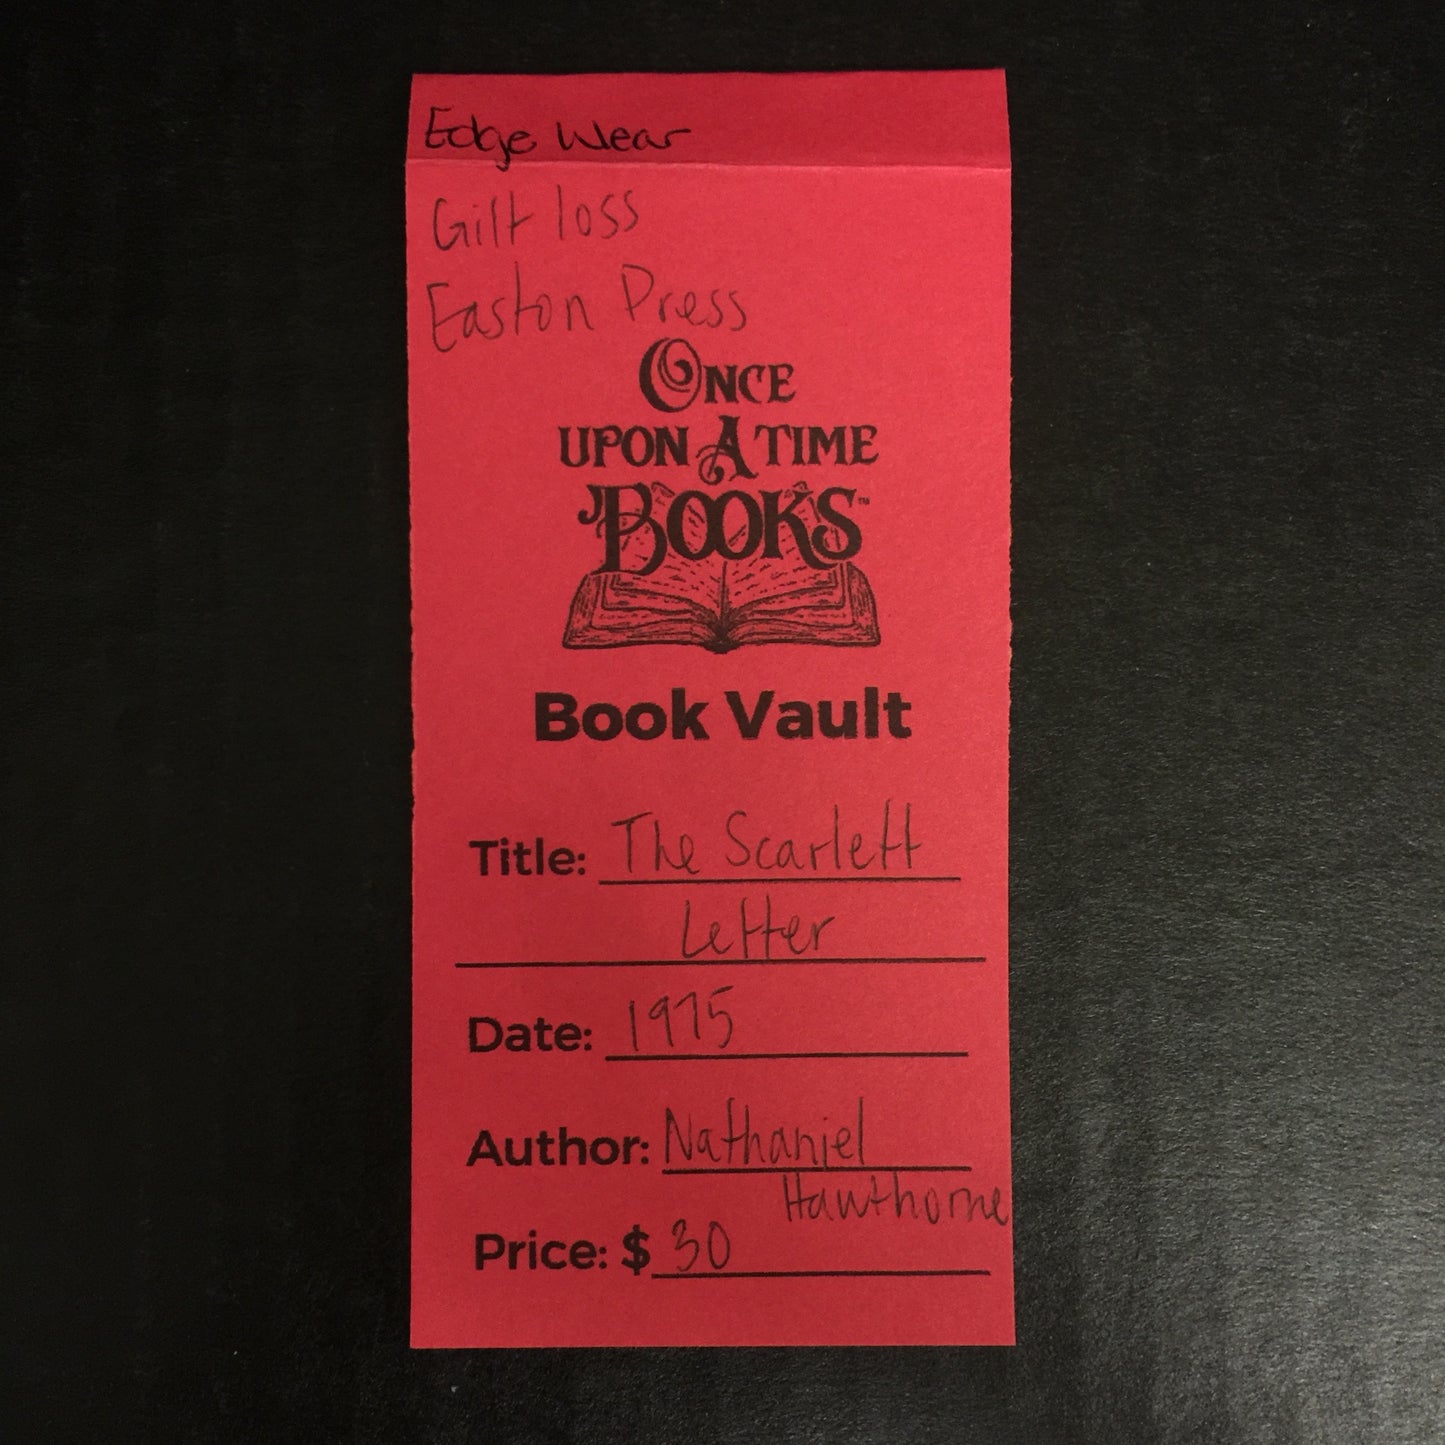 Edge Wear
Gilt loss
Easton Press
ONCE
UPON A TIME
BOOKS™
Book Vault
Title: The Scarlett
Letter
Date: 1975
Author: Nathaniel
Hawthorne
Price: $ 30